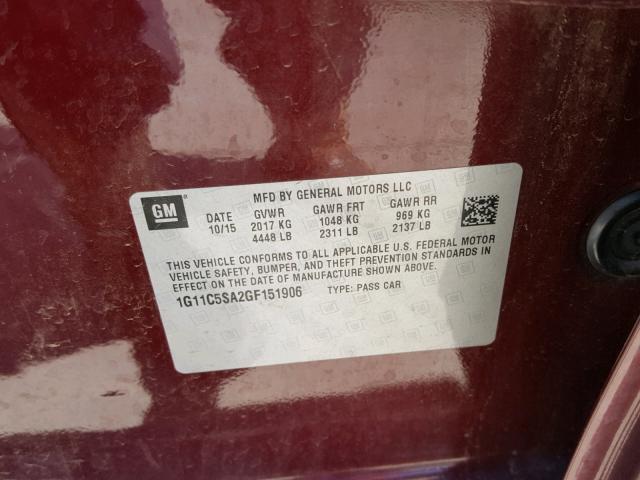 GM
MFD BY GENERAL MOTORS LLC
DATE GVWR GAWR FRT GAWR RR
10/15 2017 KG 1048 KG 969 KG
4448 LB 2311 LB 2137 LB
THIS VEHICLE CONFORMS TO ALL APPLICABLE U.S. FEDERAL MOTOR
VEHICLE SAFETY, BUMPER, AND THEFT PREVENTION STANDARDS IN
EFFECT ON THE DATE OF MANUFACTURE SHOWN ABOVE.
1G11C5SA2GF151906 TYPE: PASS CAR